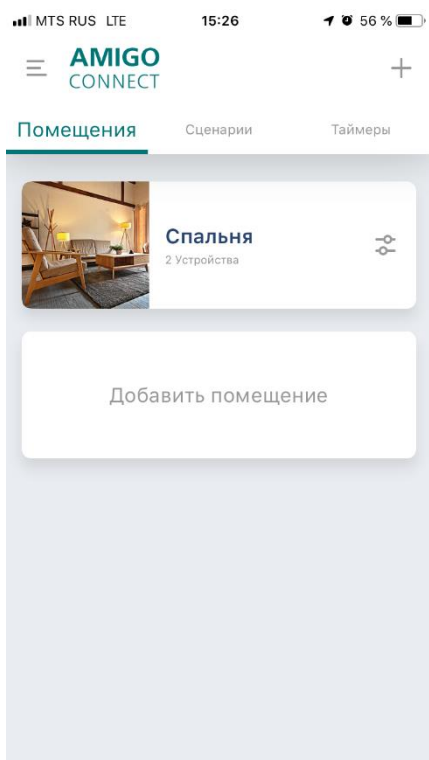 MTS RUS LTE 15:26 56 %
AMIGO
CONNECT
Помещения Сценарии Таймеры
Спальня
2 Устройства
Добавить помещение